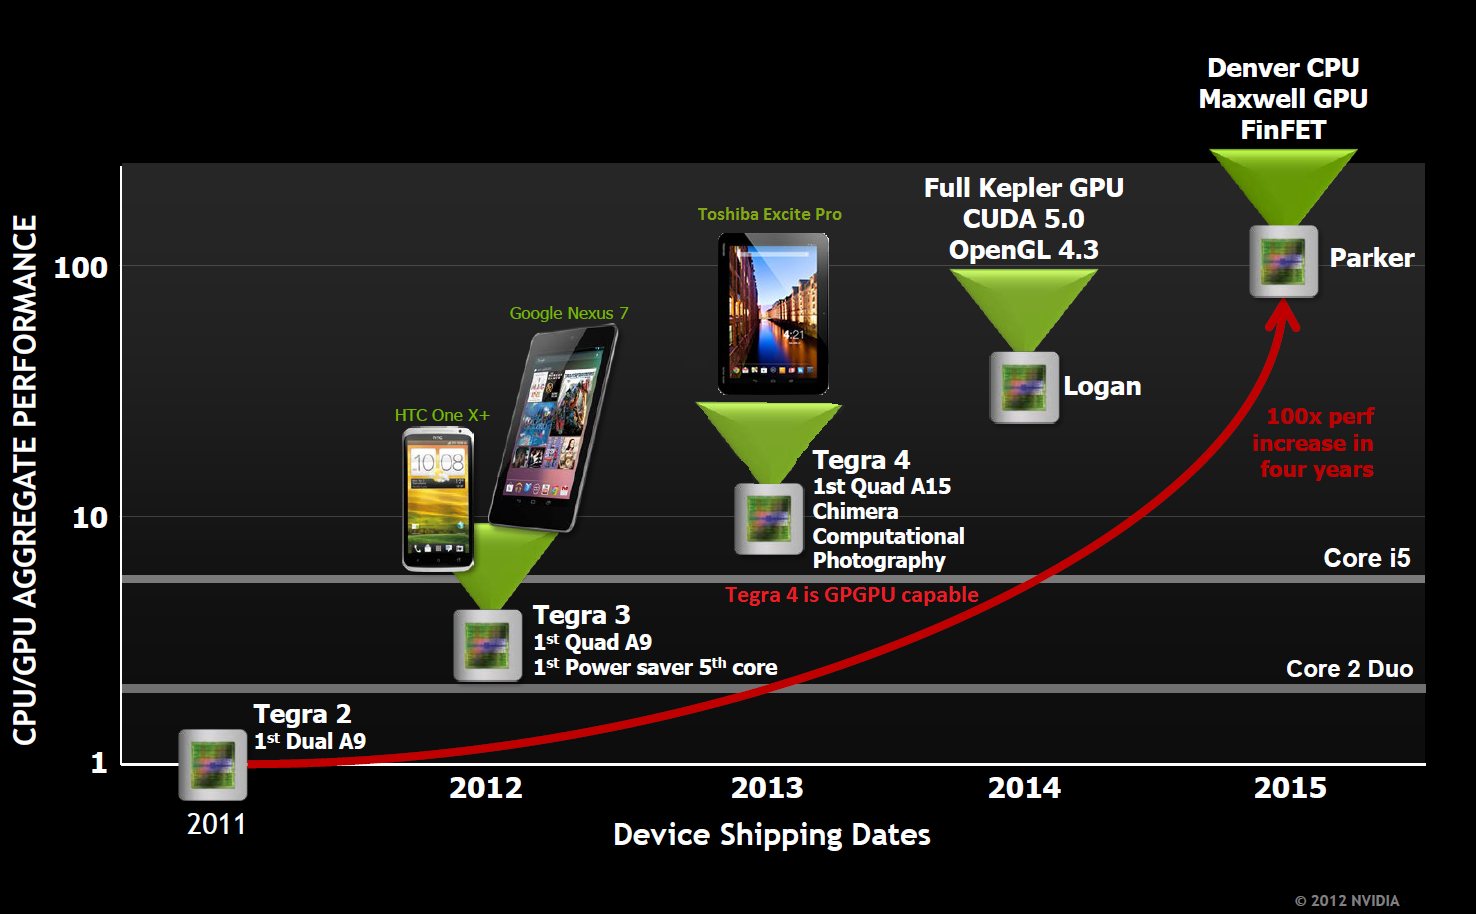 Denver CPU
Maxwell GPU
FinFET
Full Kepler GPU
CUDA 5.0
OpenGL 4.3
Toshiba Excite Pro
CPU/GPU AGGREGATE PERFORMANCE
100
Parker
Google Nexus 7
4:21
Logan
HTC One X+
100x perf
increase in
four years
10:08
Tegra 4
1st Quad A15
Chimera
Computational
Photography
10
Core i5
Tegra 4 is GPGPU capable
Tegra 3
1st Quad A9
1st Power saver 5th core
Core 2 Duo
Tegra 2
1st Dual A9
1
2011
2012
2013
2014
2015
Device Shipping Dates
© 2012 NVIDIA